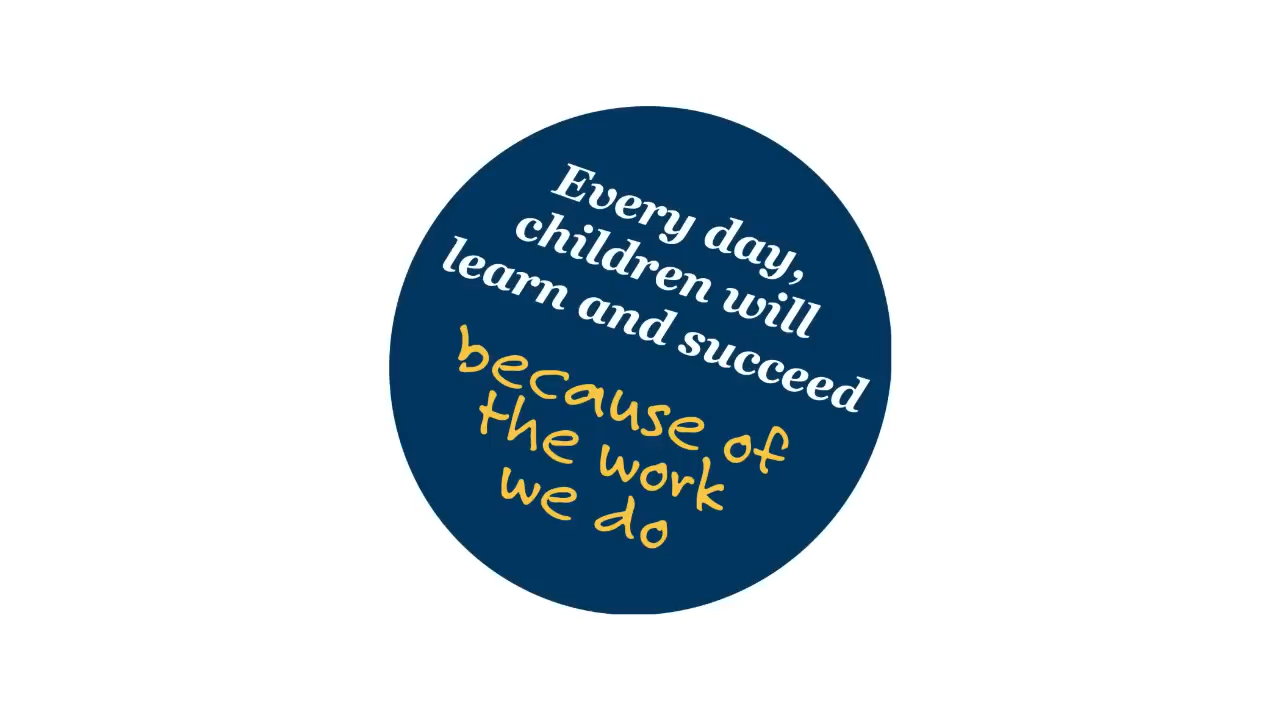 Every day,
children will
learn and succeed
because of
the work
we do